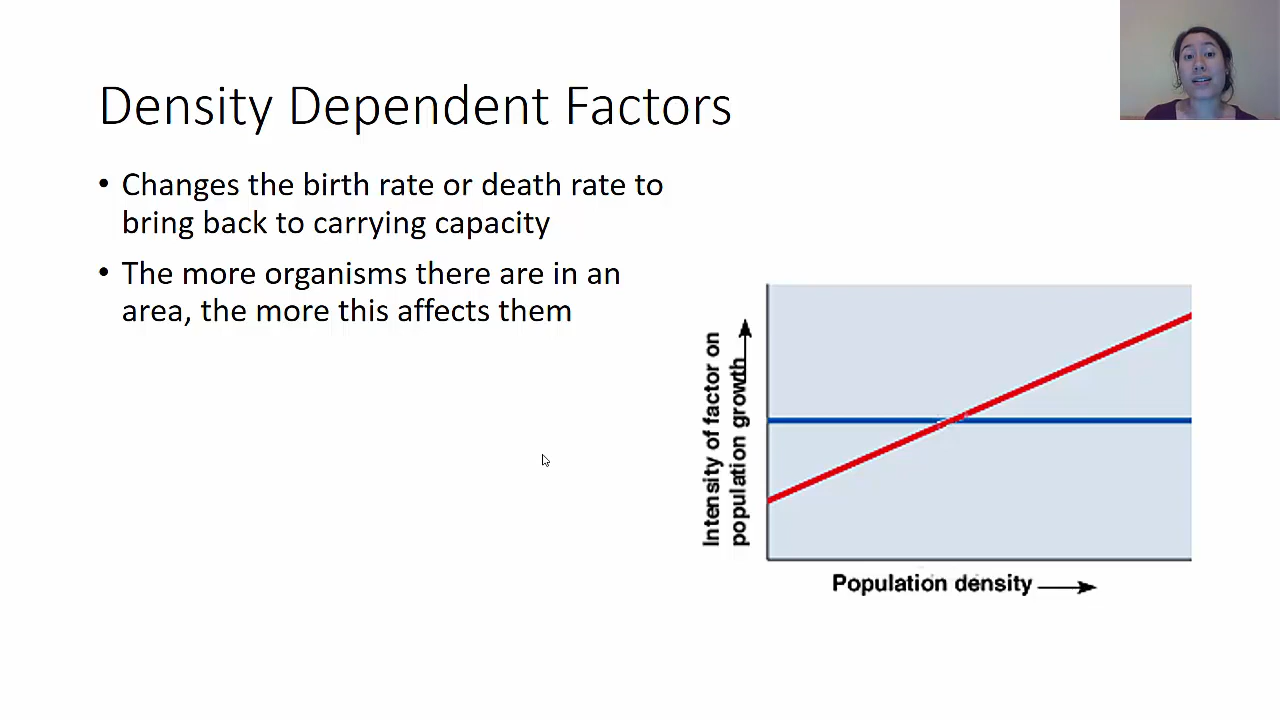 Density Dependent Factors
• Changes the birth rate or death rate to
bring back to carrying capacity
• The more organisms there are in an
area, the more this affects them
Intensity of factor on
population growth
Population density